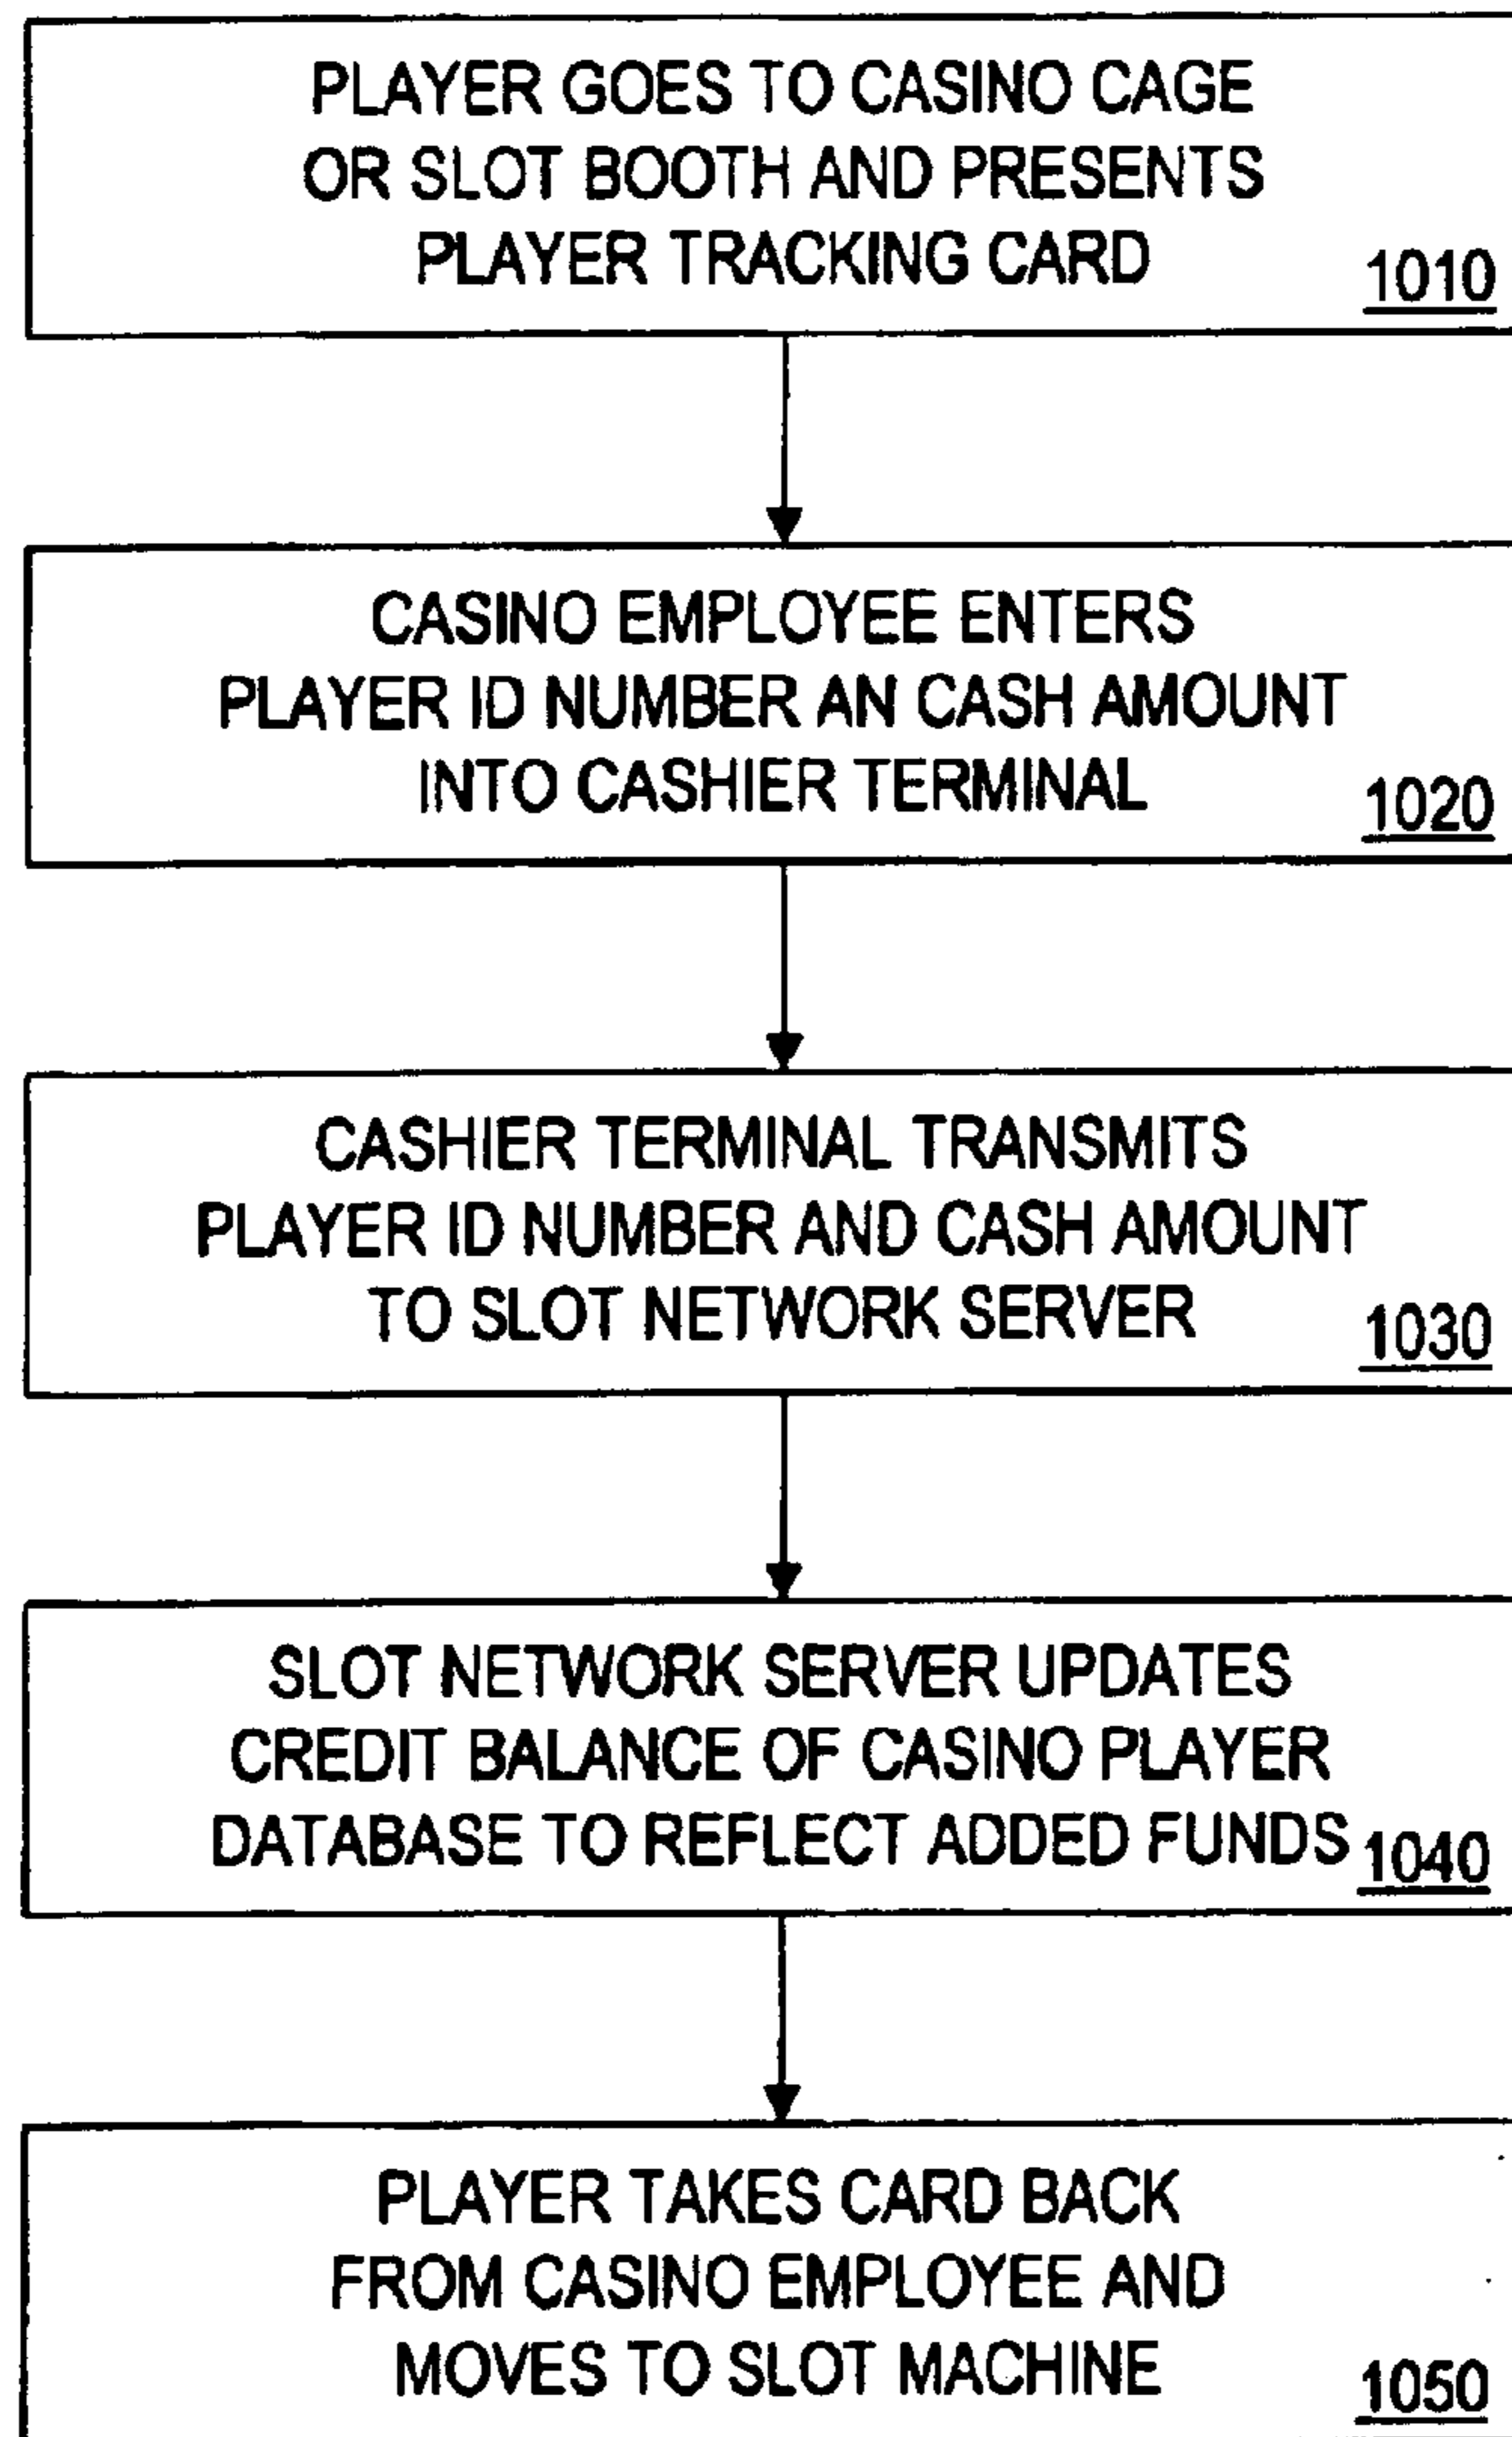 PLAYER GOES TO CASINO CAGE
OR SLOT BOOTH AND PRESENTS
PLAYER TRACKING CARD
1010
CASINO EMPLOYEE ENTERS
PLAYER ID NUMBER AN CASH AMOUNT
INTO CASHIER TERMINAL
1020
CASHIER TERMINAL TRANSMITS
PLAYER ID NUMBER AND CASH AMOUNT
TO SLOT NETWORK SERVER
1030
SLOT NETWORK SERVER UPDATES
CREDIT BALANCE OF CASINO PLAYER
DATABASE TO REFLECT ADDED FUNDS
1040
PLAYER TAKES CARD BACK
FROM CASINO EMPLOYEE AND
MOVES TO SLOT MACHINE
1050